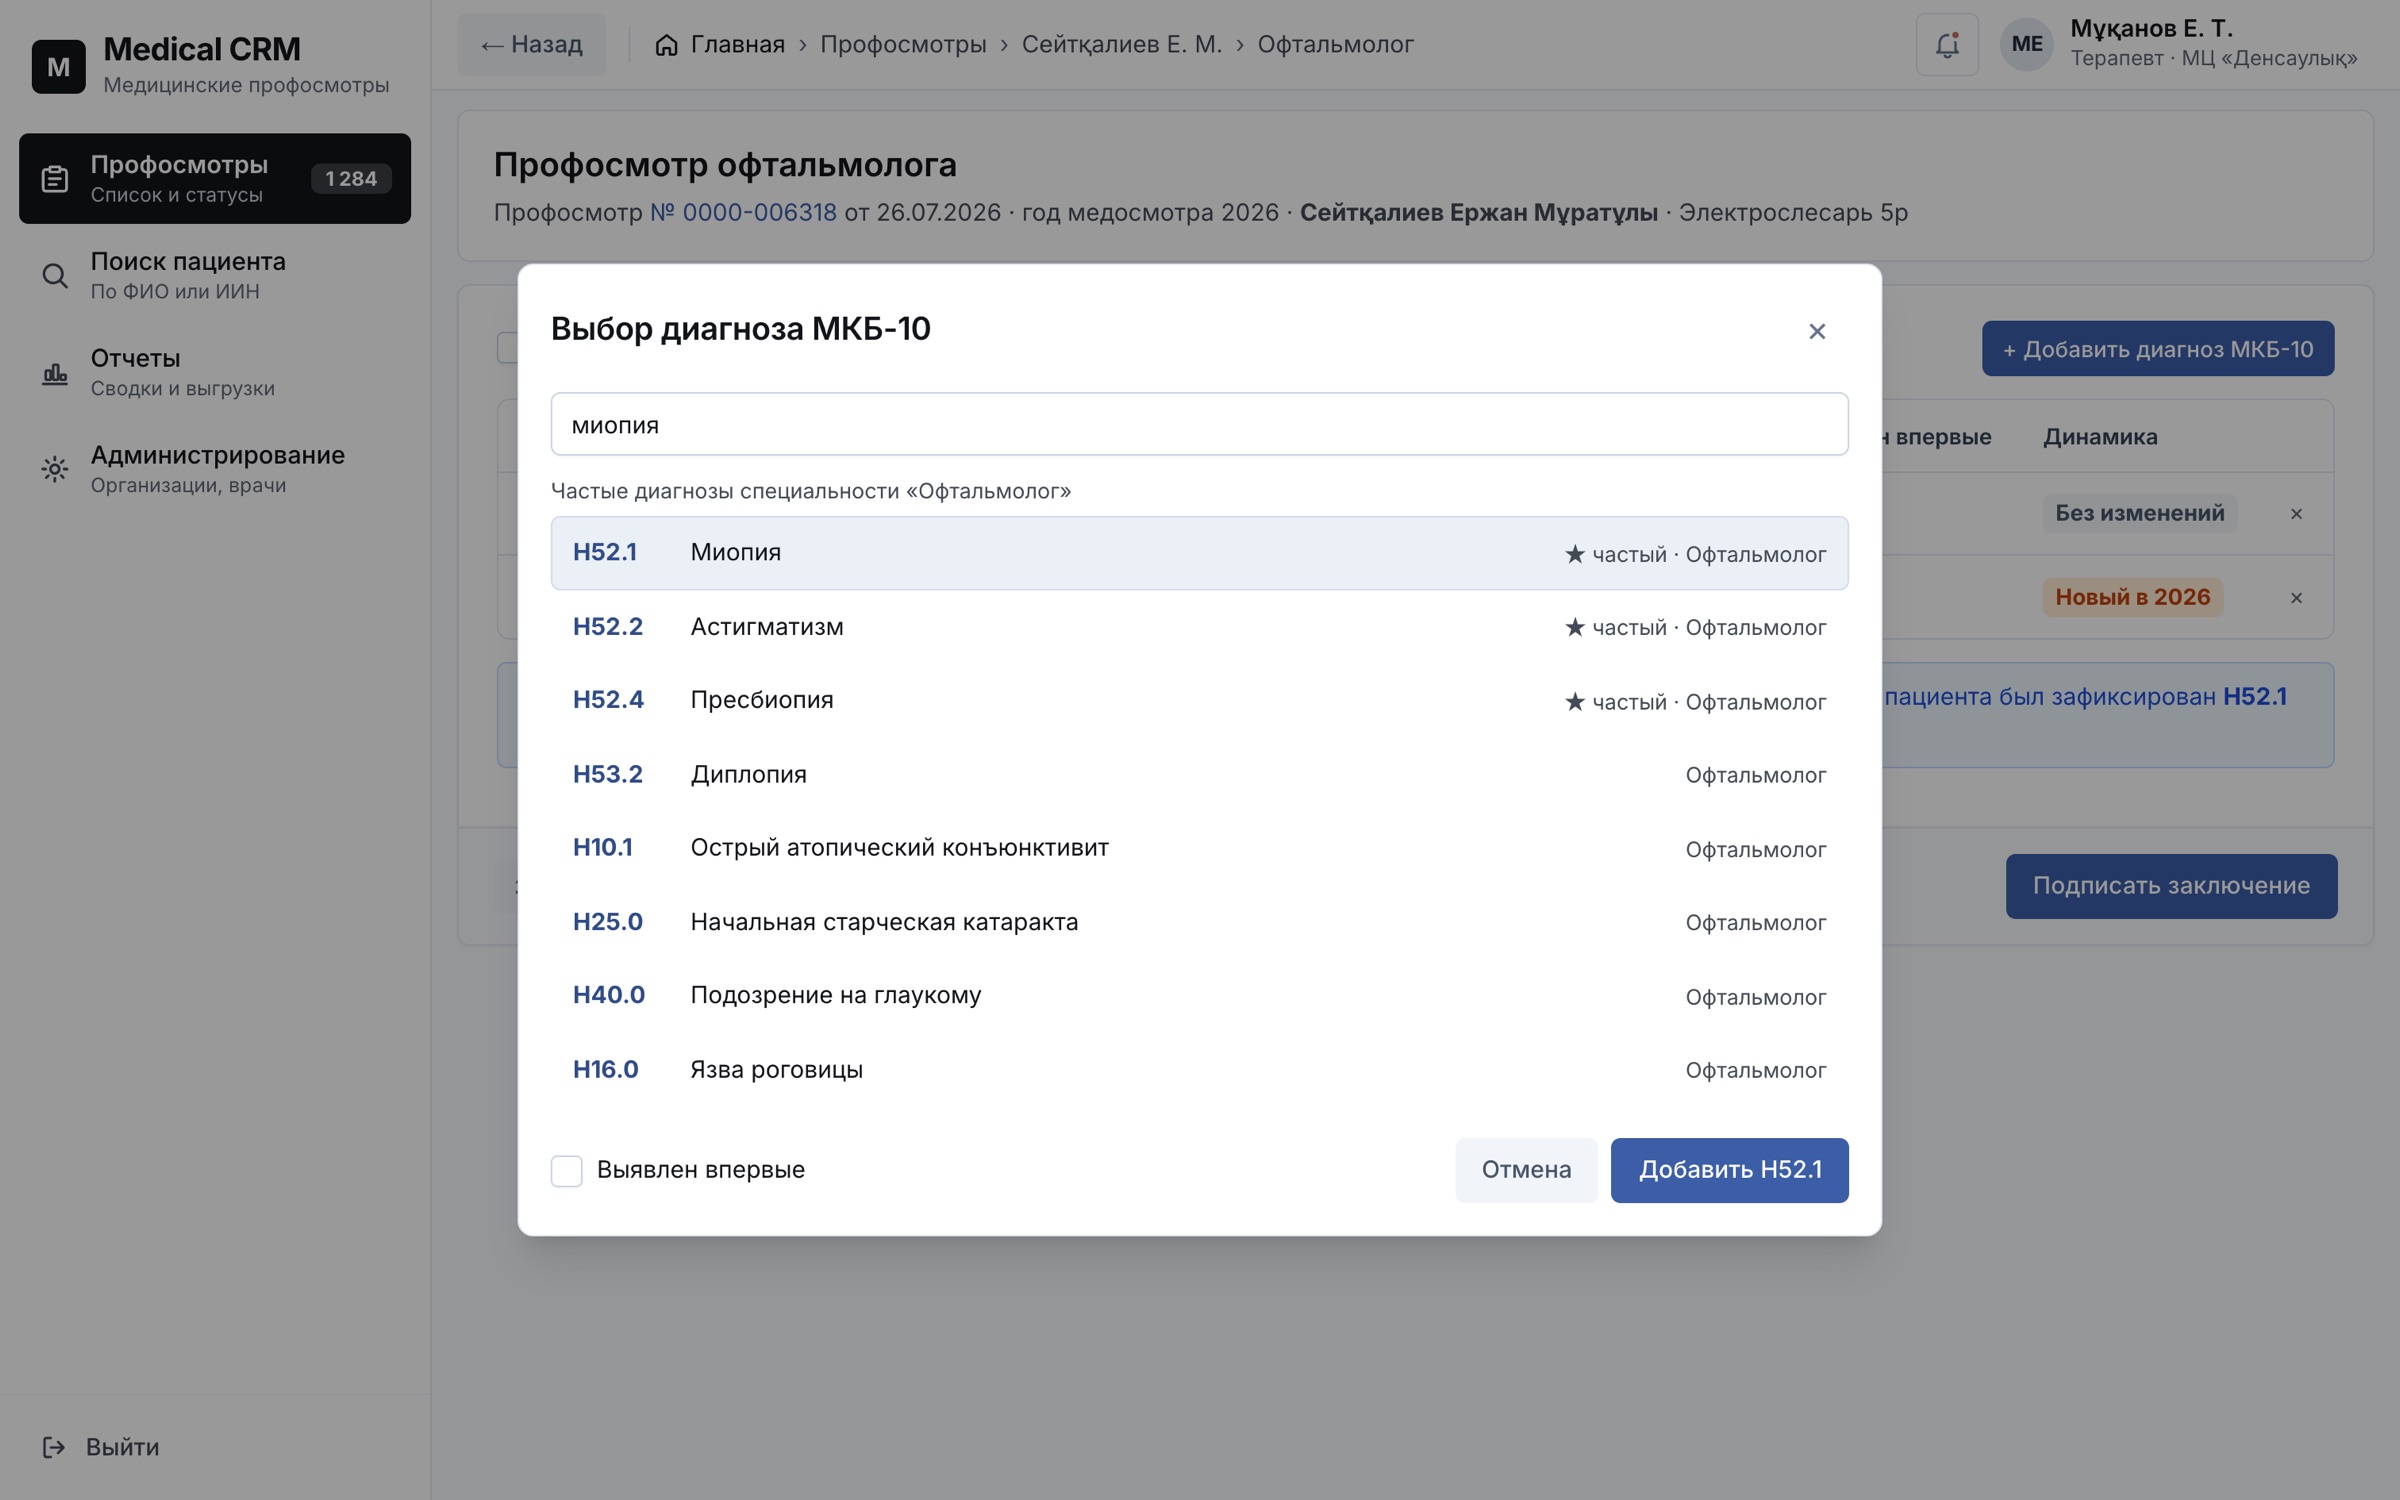 M
Medical CRM
Медицинские профосмотры
Профосмотры
Список и статусы
1 284
Поиск пациента
По ФИО или ИИН
Отчеты
Сводки и выгрузки
Администрирование
Организации, врачи
Выйти
← Назад
Главная › Профосмотры › Сейтқалиев Е. М. › Офтальмолог
ME
Мұқанов Е. Т.
Терапевт · МЦ «Денсаулық»
Профосмотр офтальмолога
Профосмотр № 0000-006318 от 26.07.2026 · год медосмотра 2026 · Сейтқалиев Ержан Мұратұлы · Электрослесарь 5р
+ Добавить диагноз МКБ-10
впервые
Динамика
Без изменений ×
Новый в 2026 ×
пациента был зафиксирован H52.1
Подписать заключение
Выбор диагноза МКБ-10
×
миопия
Частые диагнозы специальности «Офтальмолог»
H52.1 Миопия ★ частый · Офтальмолог
H52.2 Астигматизм ★ частый · Офтальмолог
H52.4 Пресбиопия ★ частый · Офтальмолог
H53.2 Диплопия Офтальмолог
H10.1 Острый атопический конъюнктивит Офтальмолог
H25.0 Начальная старческая катаракта Офтальмолог
H40.0 Подозрение на глаукому Офтальмолог
H16.0 Язва роговицы Офтальмолог
Выявлен впервые
Отмена
Добавить H52.1